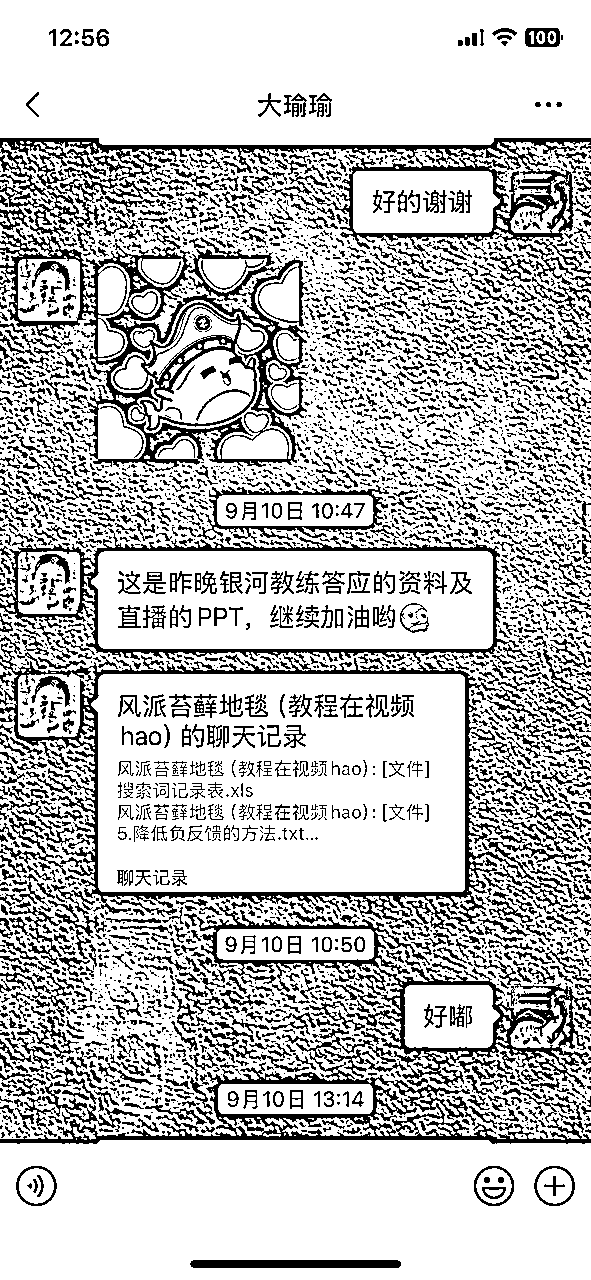 12:56
100
大瑜瑜
好的谢谢
9月10日 10:47
这是昨晚银河教练答应的资料及
直播的PPT，继续加油哟
风派苔藓地毯（教程在视频
hao）的聊天记录
风派苔藓地毯（教程在视频hao）: [文件]
搜索词记录表.xls
风派苔藓地毯（教程在视频hao）: [文件]
5.降低负反馈的方法.txt...
聊天记录
9月10日 10:50
好嘟
9月10日 13:14